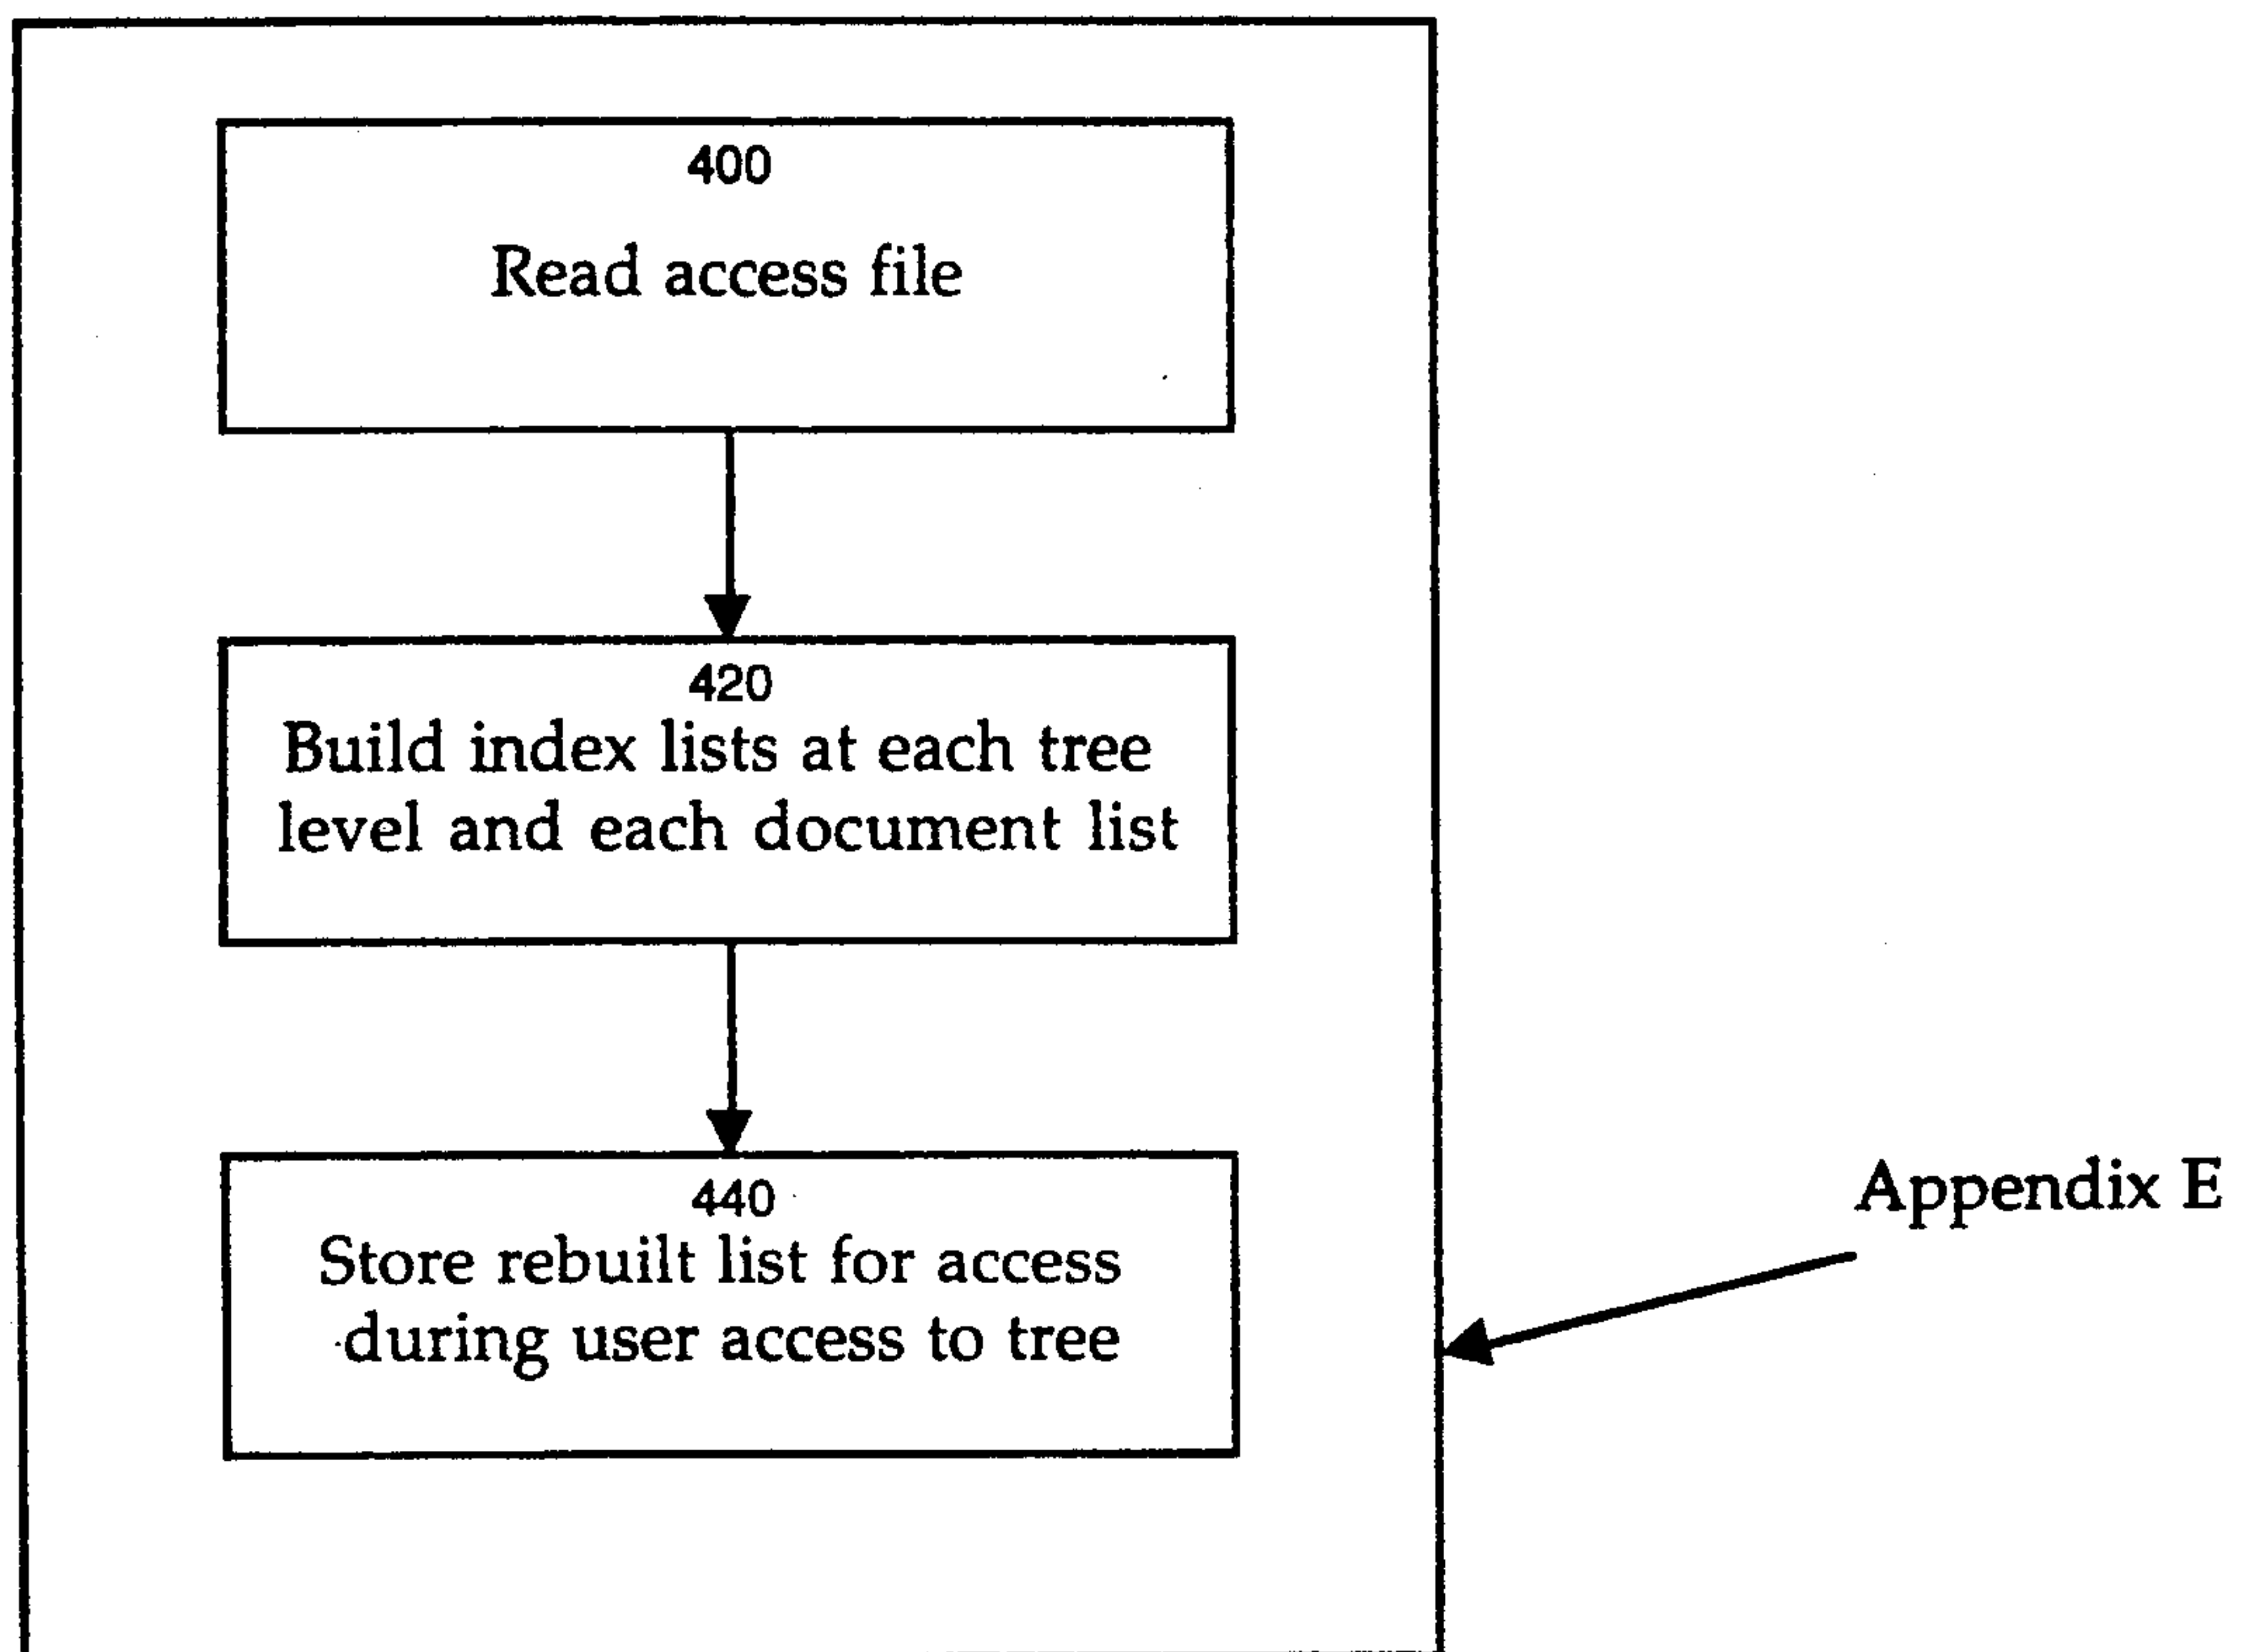 400
Read access file
420
Build index lists at each tree
level and each document list
440
Store rebuilt list for access
during user access to tree
Appendix E